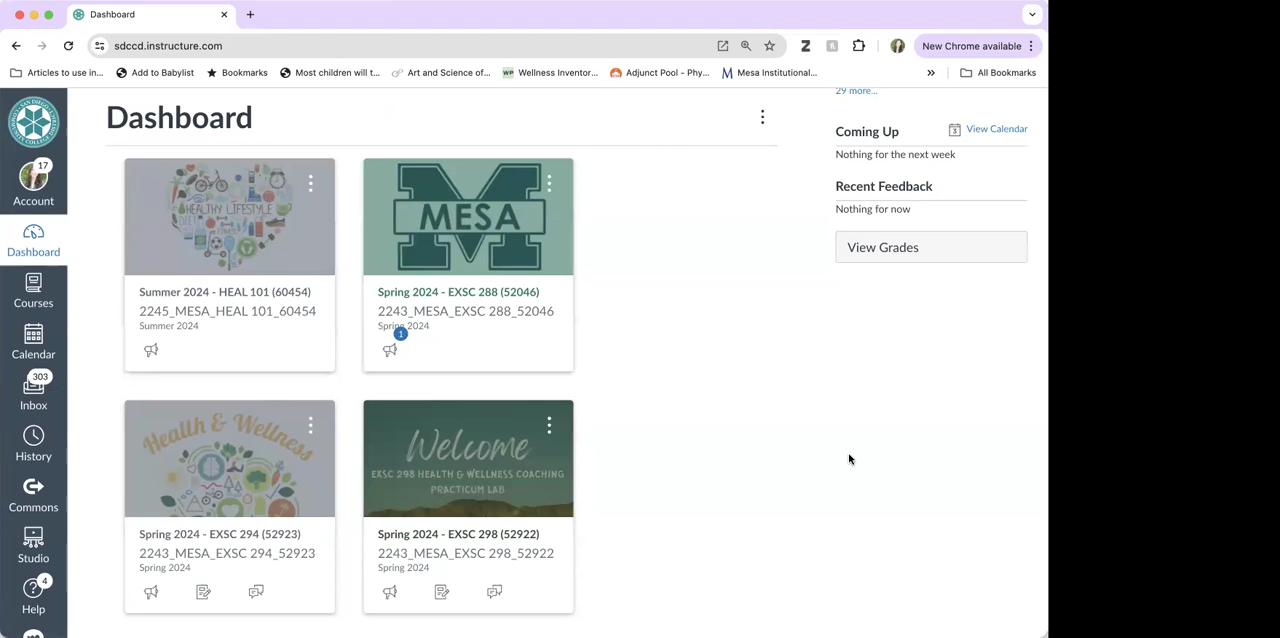 Dashboard
sdccd.instructure.com
New Chrome available
Articles to use in...
Add to Babylist
Bookmarks
Most children will t...
Art and Science of...
WP
Wellness Inventor...
Adjunct Pool - Phy...
Mesa Institutional...
»
All Bookmarks
17
Account
Dashboard
Courses
Calendar
303
Inbox
History
Commons
Studio
4
Help
Dashboard
HEALTHY LIFESTYLE
Summer 2024 - HEAL 101 (60454)
2245_MESA_HEAL 101_60454
Summer 2024
MESA
Spring 2024 - EXSC 288 (52046)
2243_MESA_EXSC 288_52046
Spring 2024
1
Health & Wellness
Spring 2024 - EXSC 294 (52923)
2243_MESA_EXSC 294_52923
Spring 2024
Welcome
EXSC 298 HEALTH & WELLNESS COACHING
PRACTICUM LAB
Spring 2024 - EXSC 298 (52922)
2243_MESA_EXSC 298_52922
Spring 2024
29 more...
Coming Up
View Calendar
Nothing for the next week
Recent Feedback
Nothing for now
View Grades